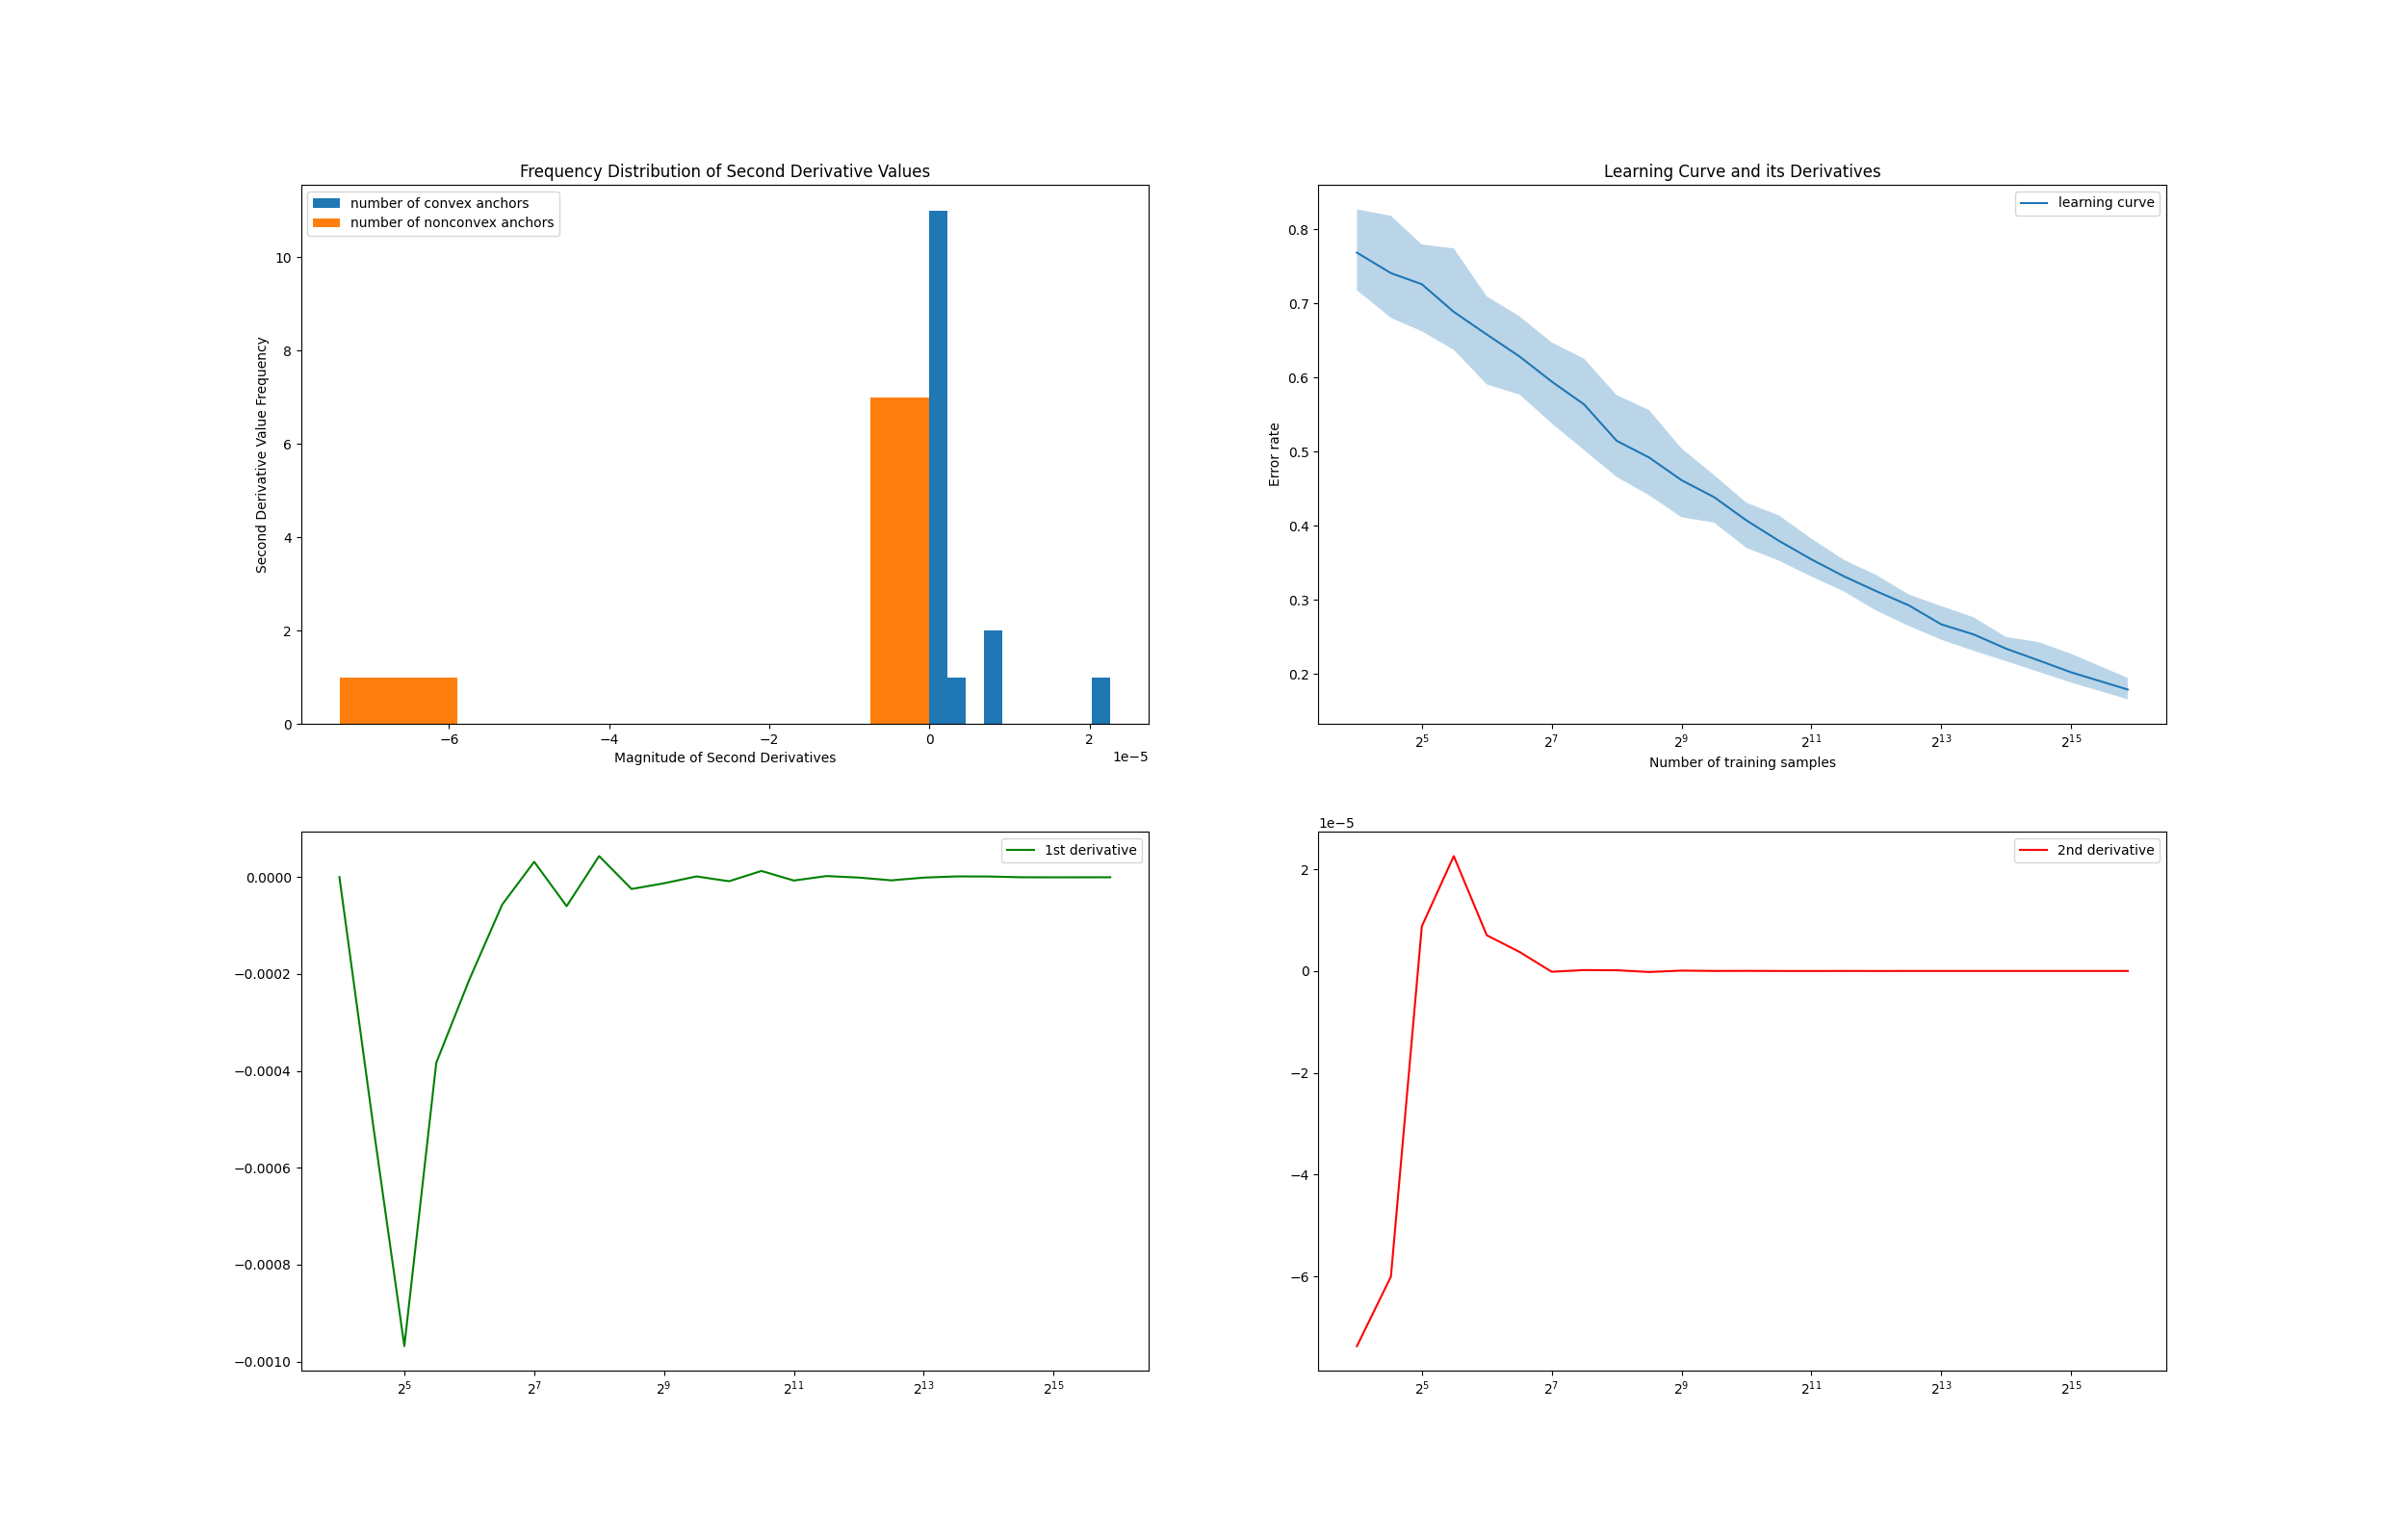 Frequency Distribution of Second Derivative Values
number of convex anchors
number of nonconvex anchors
Second Derivative Value Frequency
10
8
6
4
2
0
−6 −4 −2 0 2
1e−5
Magnitude of Second Derivatives
Learning Curve and its Derivatives
learning curve
Error rate
0.8
0.7
0.6
0.5
0.4
0.3
0.2
2^5 2^7 2^9 2^11 2^13 2^15
Number of training samples
1st derivative
0.0000
−0.0002
−0.0004
−0.0006
−0.0008
−0.0010
2^5 2^7 2^9 2^11 2^13 2^15
1e−5
2nd derivative
2
0
−2
−4
−6
2^5 2^7 2^9 2^11 2^13 2^15